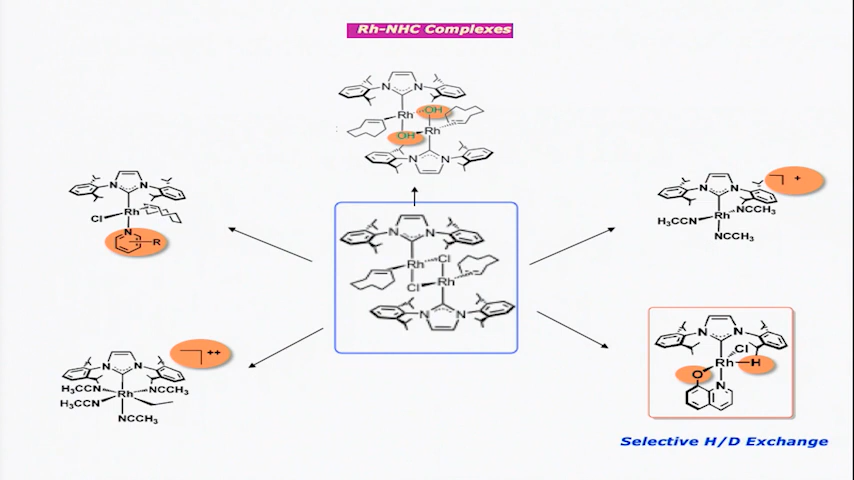 Rh-NHC Complexes
N N
Rh OH
OH Rh
N N
N N
Cl Rh
N
R
N N
Rh Cl
Cl Rh
N N
+
N N
Rh NCCH₃
H₃CCN
NCCH₃
++
N N
H₃CCN NCCH₃
Rh
H₃CCN
NCCH₃
N N
Cl
Rh H
O N
Selective H/D Exchange